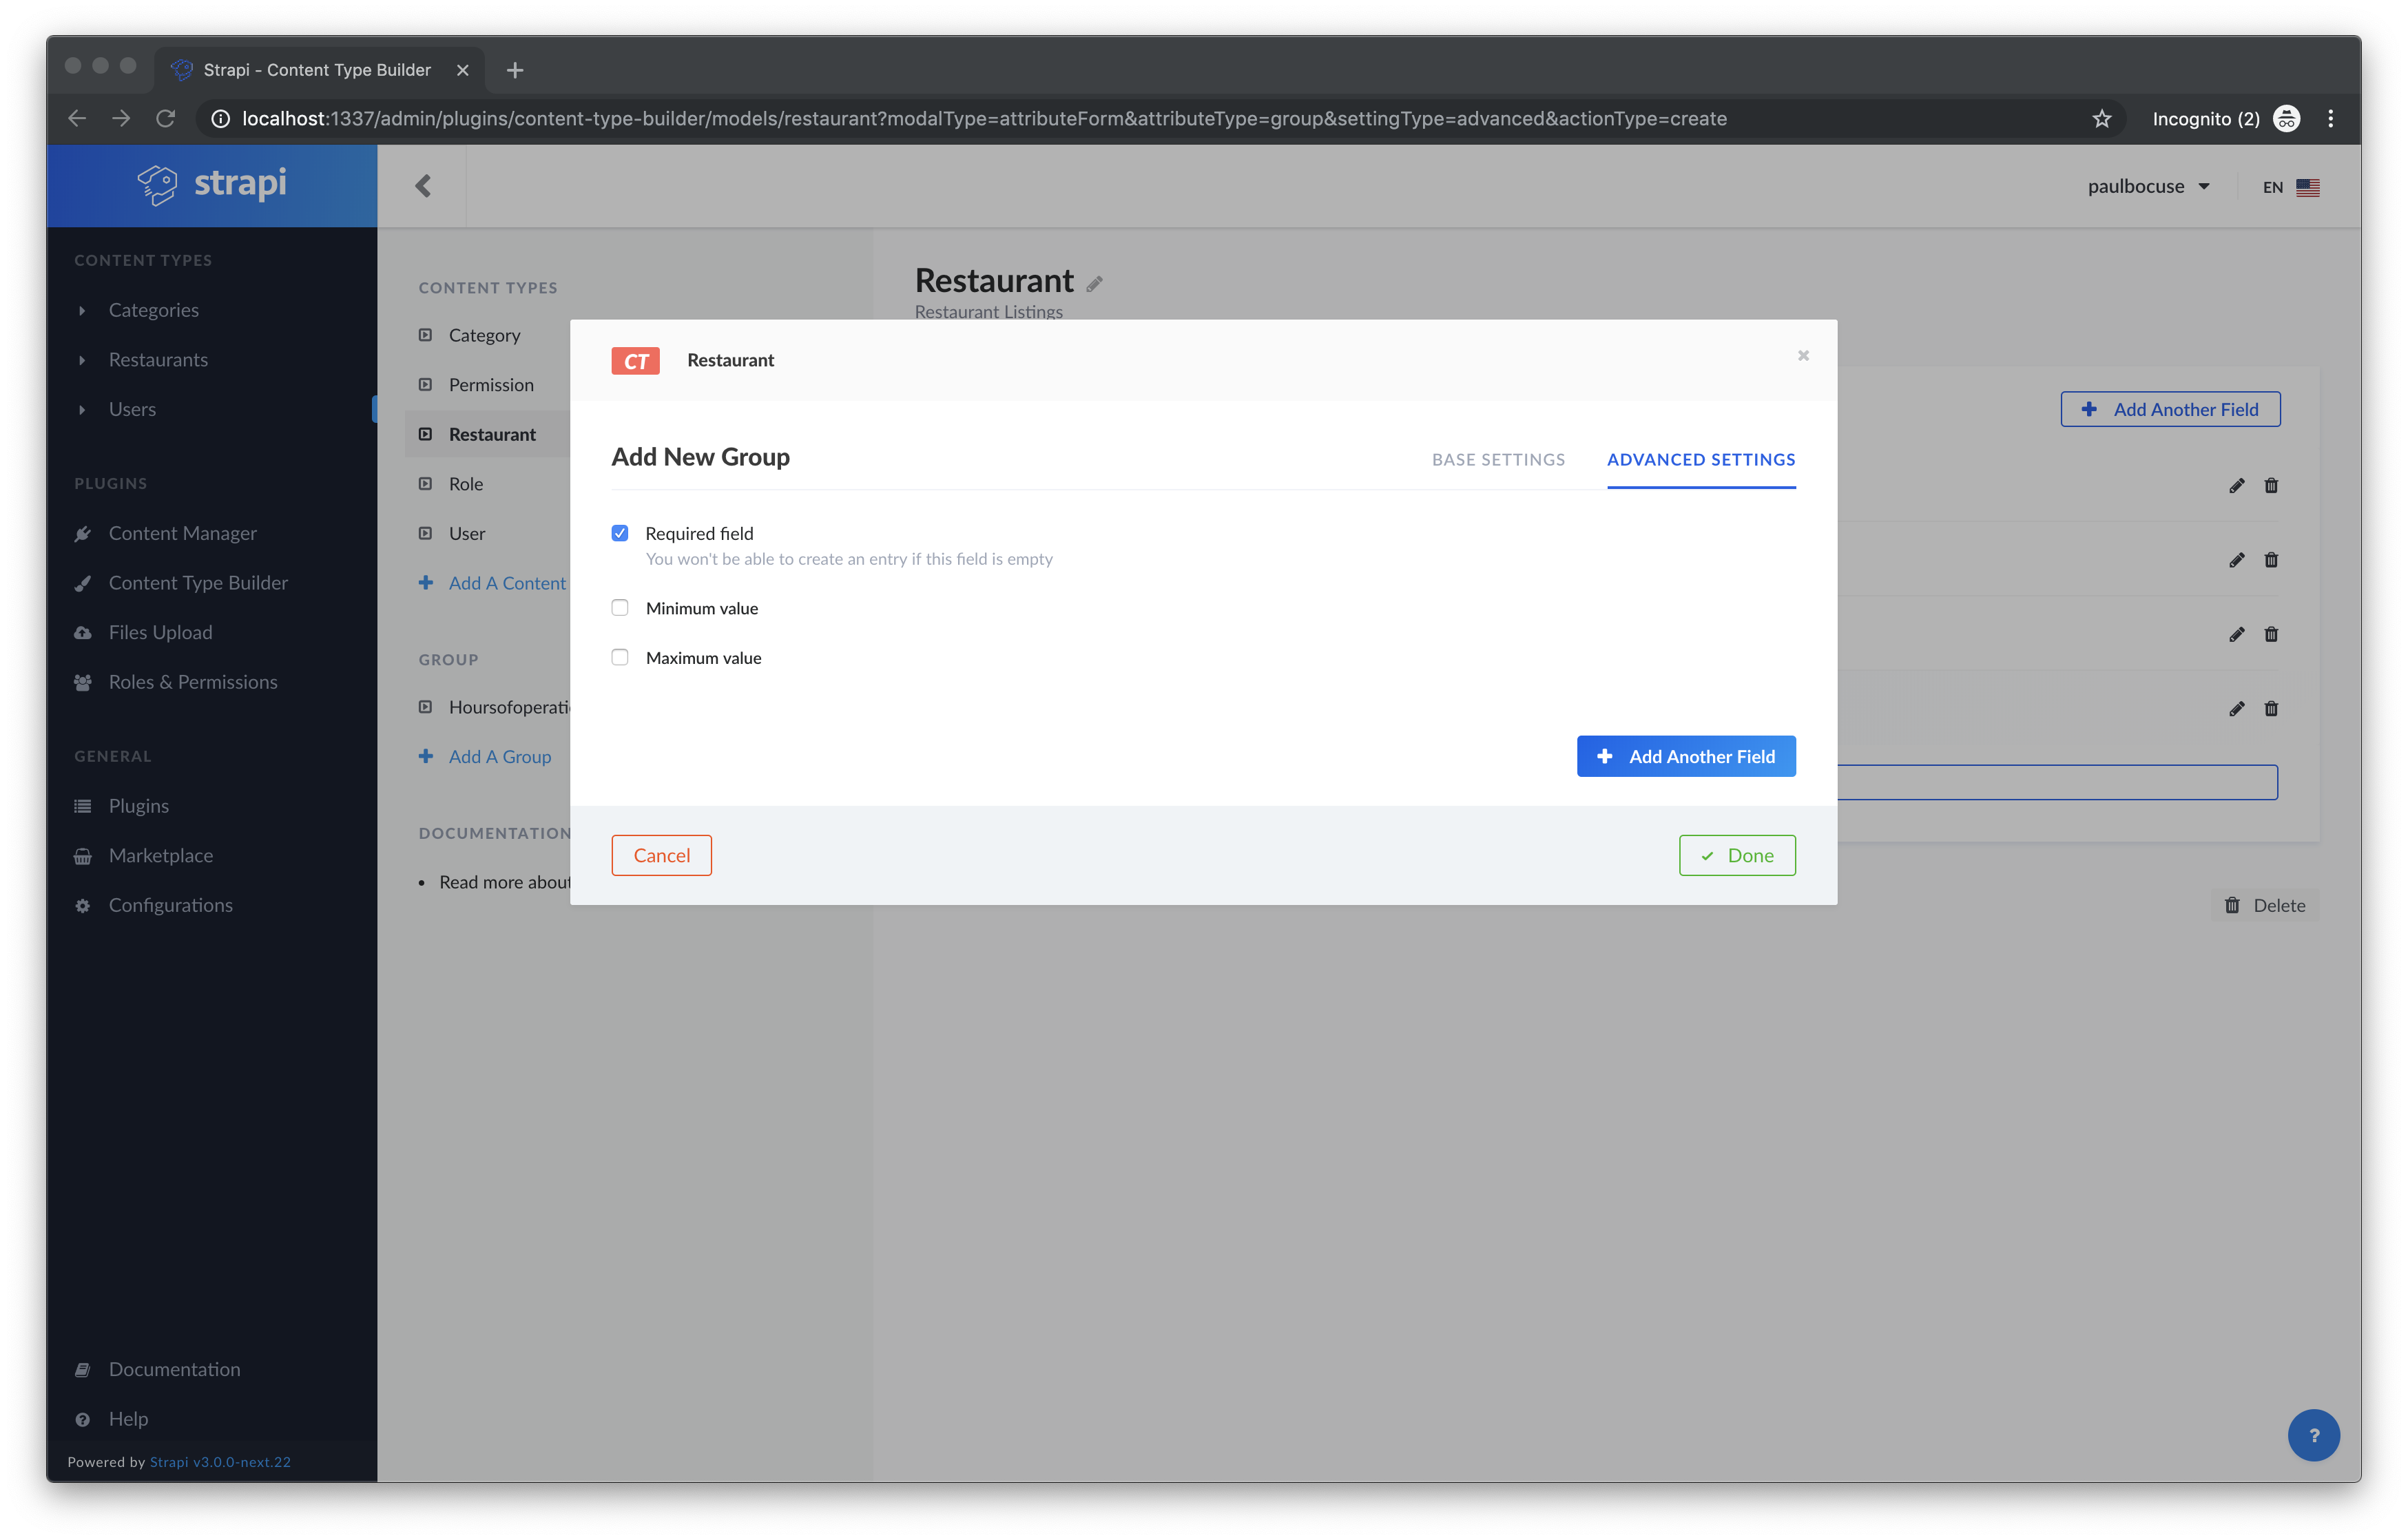 Strapi - Content Type Builder
localhost:1337/admin/plugins/content-type-builder/models/restaurant?modalType=attributeForm&attributeType=group&settingType=advanced&actionType=create
Incognito (2)
strapi
paulbocuse
EN
CONTENT TYPES
Categories
Restaurants
Users
PLUGINS
Content Manager
Content Type Builder
Files Upload
Roles & Permissions
GENERAL
Plugins
Marketplace
Configurations
Documentation
Help
Powered by Strapi v3.0.0-next.22
CONTENT TYPES
Category
Permission
Restaurant
Role
User
Add A Content
GROUP
Hoursofoperati
Add A Group
DOCUMENTATION
Read more about
Restaurant
Restaurant Listings
Add Another Field
CT Restaurant
Add New Group
BASE SETTINGS
ADVANCED SETTINGS
Required field
You won't be able to create an entry if this field is empty
Minimum value
Maximum value
Add Another Field
Cancel
Done
Delete
?